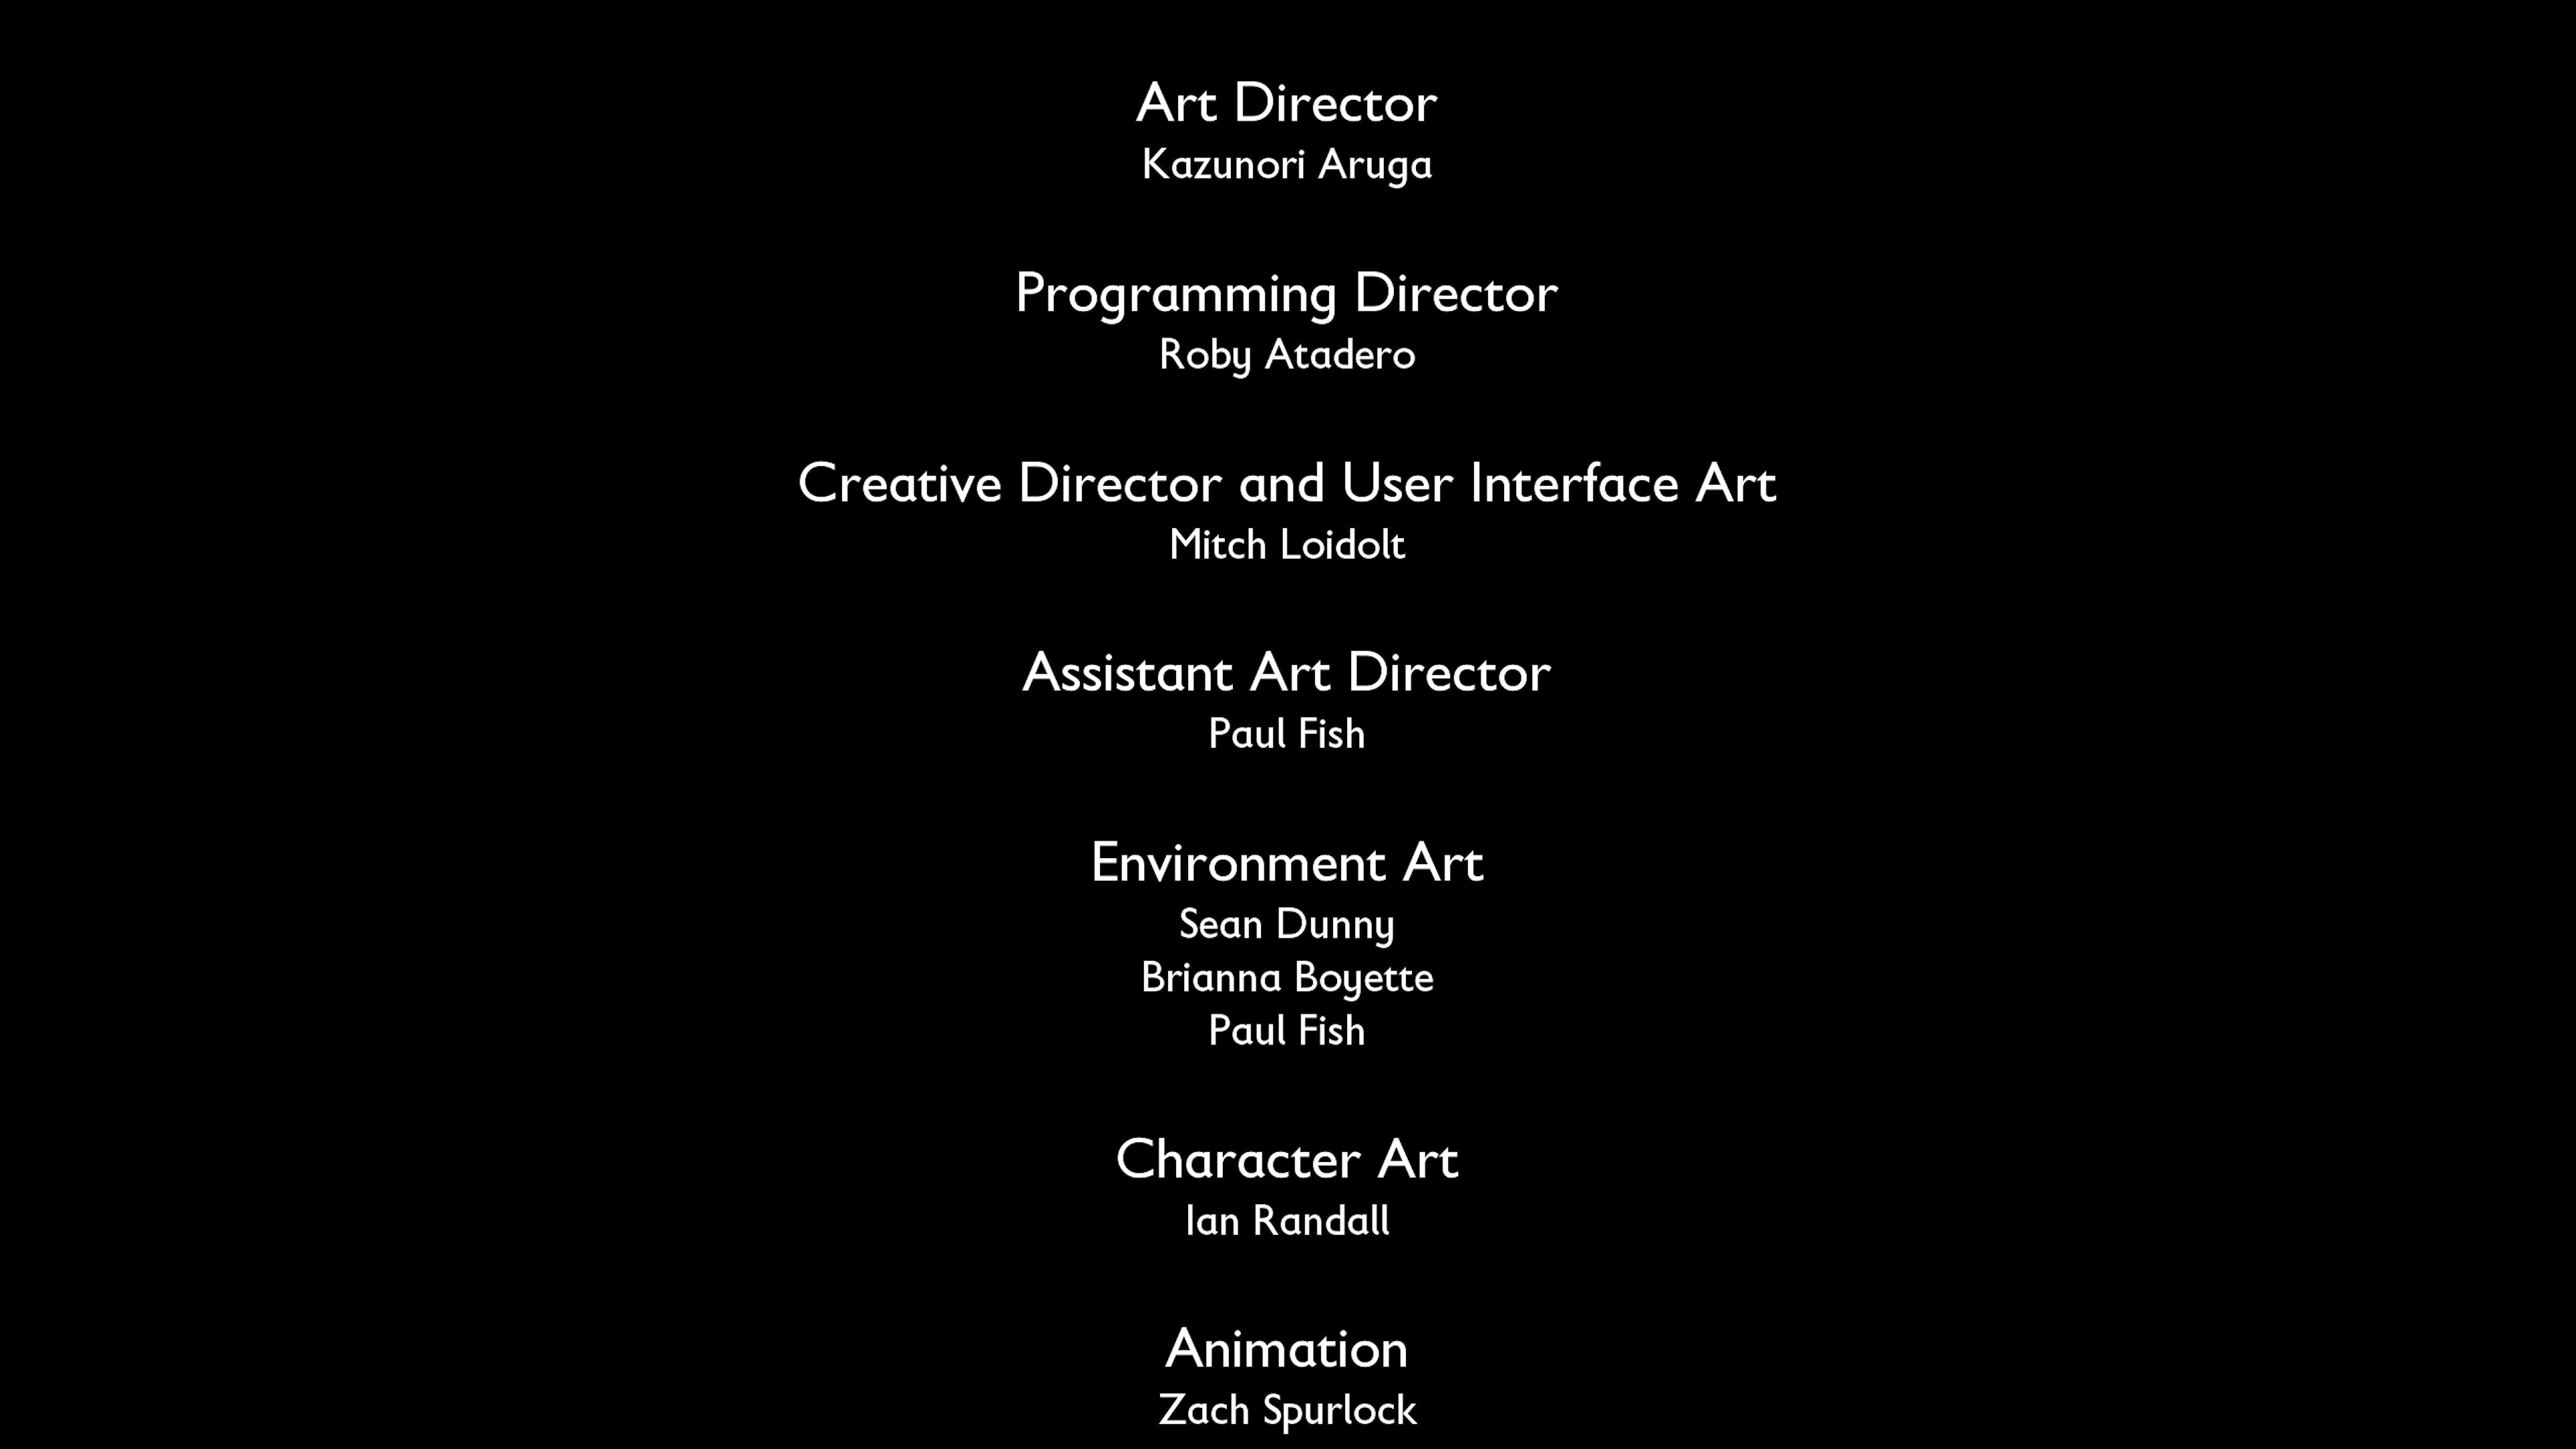 Art Director
Kazunori Aruga
Programming Director
Roby Atadero
Creative Director and User Interface Art
Mitch Loidolt
Assistant Art Director
Paul Fish
Environment Art
Sean Dunny
Brianna Boyette
Paul Fish
Character Art
Ian Randall
Animation
Zach Spurlock